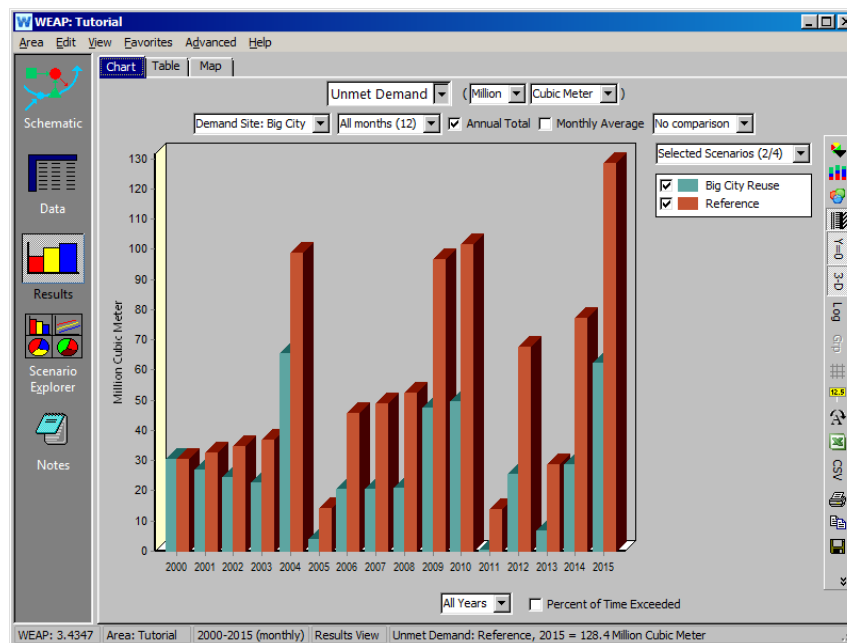 WEAP: Tutorial
Area Edit View Favorites Advanced Help
Chart Table Map
Unmet Demand ( Million Cubic Meter )
Demand Site: Big City All months (12) Annual Total Monthly Average No comparison
Selected Scenarios (2/4)
Big City Reuse
Reference
Schematic
Data
Results
Scenario
Explorer
Notes
Million Cubic Meter
130
120
110
100
90
80
70
60
50
40
30
20
10
0
2000 2001 2002 2003 2004 2005 2006 2007 2008 2009 2010 2011 2012 2013 2014 2015
Y=0
3-D
Log
Grp
12.5
CSV
All Years Percent of Time Exceeded
WEAP: 3.4347 Area: Tutorial 2000-2015 (monthly) Results View Unmet Demand: Reference, 2015 = 128.4 Million Cubic Meter